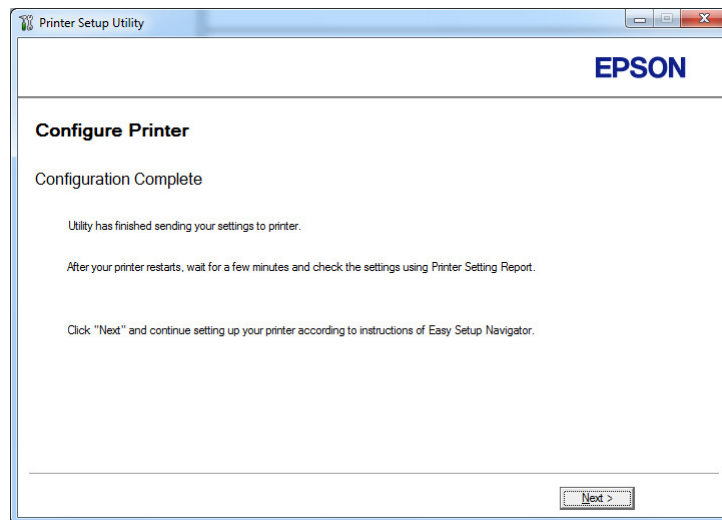 Printer Setup Utility
EPSON
Configure Printer
Configuration Complete
Utility has finished sending your settings to printer.
After your printer restarts, wait for a few minutes and check the settings using Printer Setting Report.
Click "Next" and continue setting up your printer according to instructions of Easy Setup Navigator.
Next >